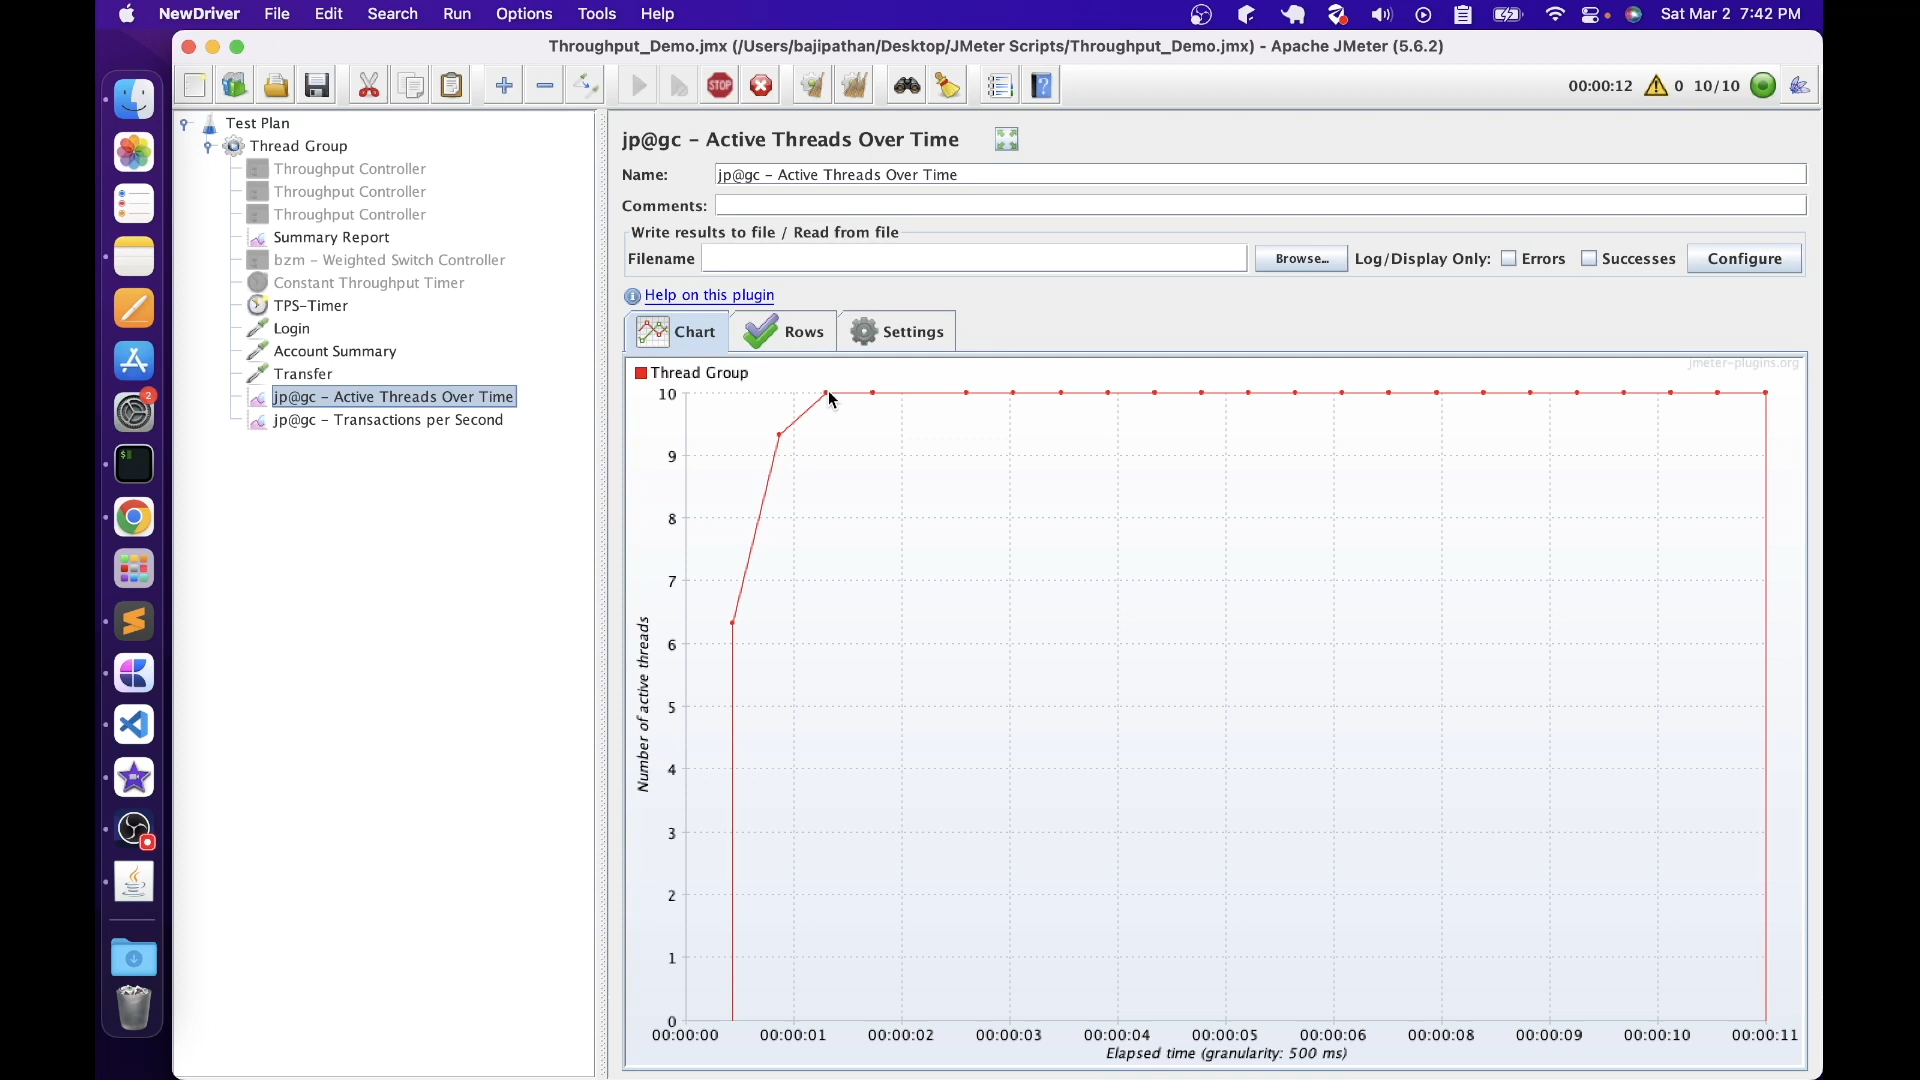 NewDriver File Edit Search Run Options Tools Help Sat Mar 2 7:42 PM
Throughput_Demo.jmx (/Users/bajipathan/Desktop/JMeter Scripts/Throughput_Demo.jmx) - Apache JMeter (5.6.2)
STOP 00:00:12 0 10/10
Test Plan
Thread Group
Throughput Controller
Throughput Controller
Throughput Controller
Summary Report
bzm - Weighted Switch Controller
Constant Throughput Timer
TPS-Timer
Login
Account Summary
Transfer
jp@gc - Active Threads Over Time
jp@gc - Transactions per Second
2
jp@gc - Active Threads Over Time
Name: jp@gc - Active Threads Over Time
Comments:
Write results to file / Read from file
Filename Browse... Log/Display Only: Errors Successes Configure
Help on this plugin
Chart Rows Settings
jmeter-plugins.org
Thread Group
10
9
8
7
6
5
4
3
2
1
0
Number of active threads
00:00:00 00:00:01 00:00:02 00:00:03 00:00:04 00:00:05 00:00:06 00:00:08 00:00:09 00:00:10 00:00:11
Elapsed time (granularity: 500 ms)